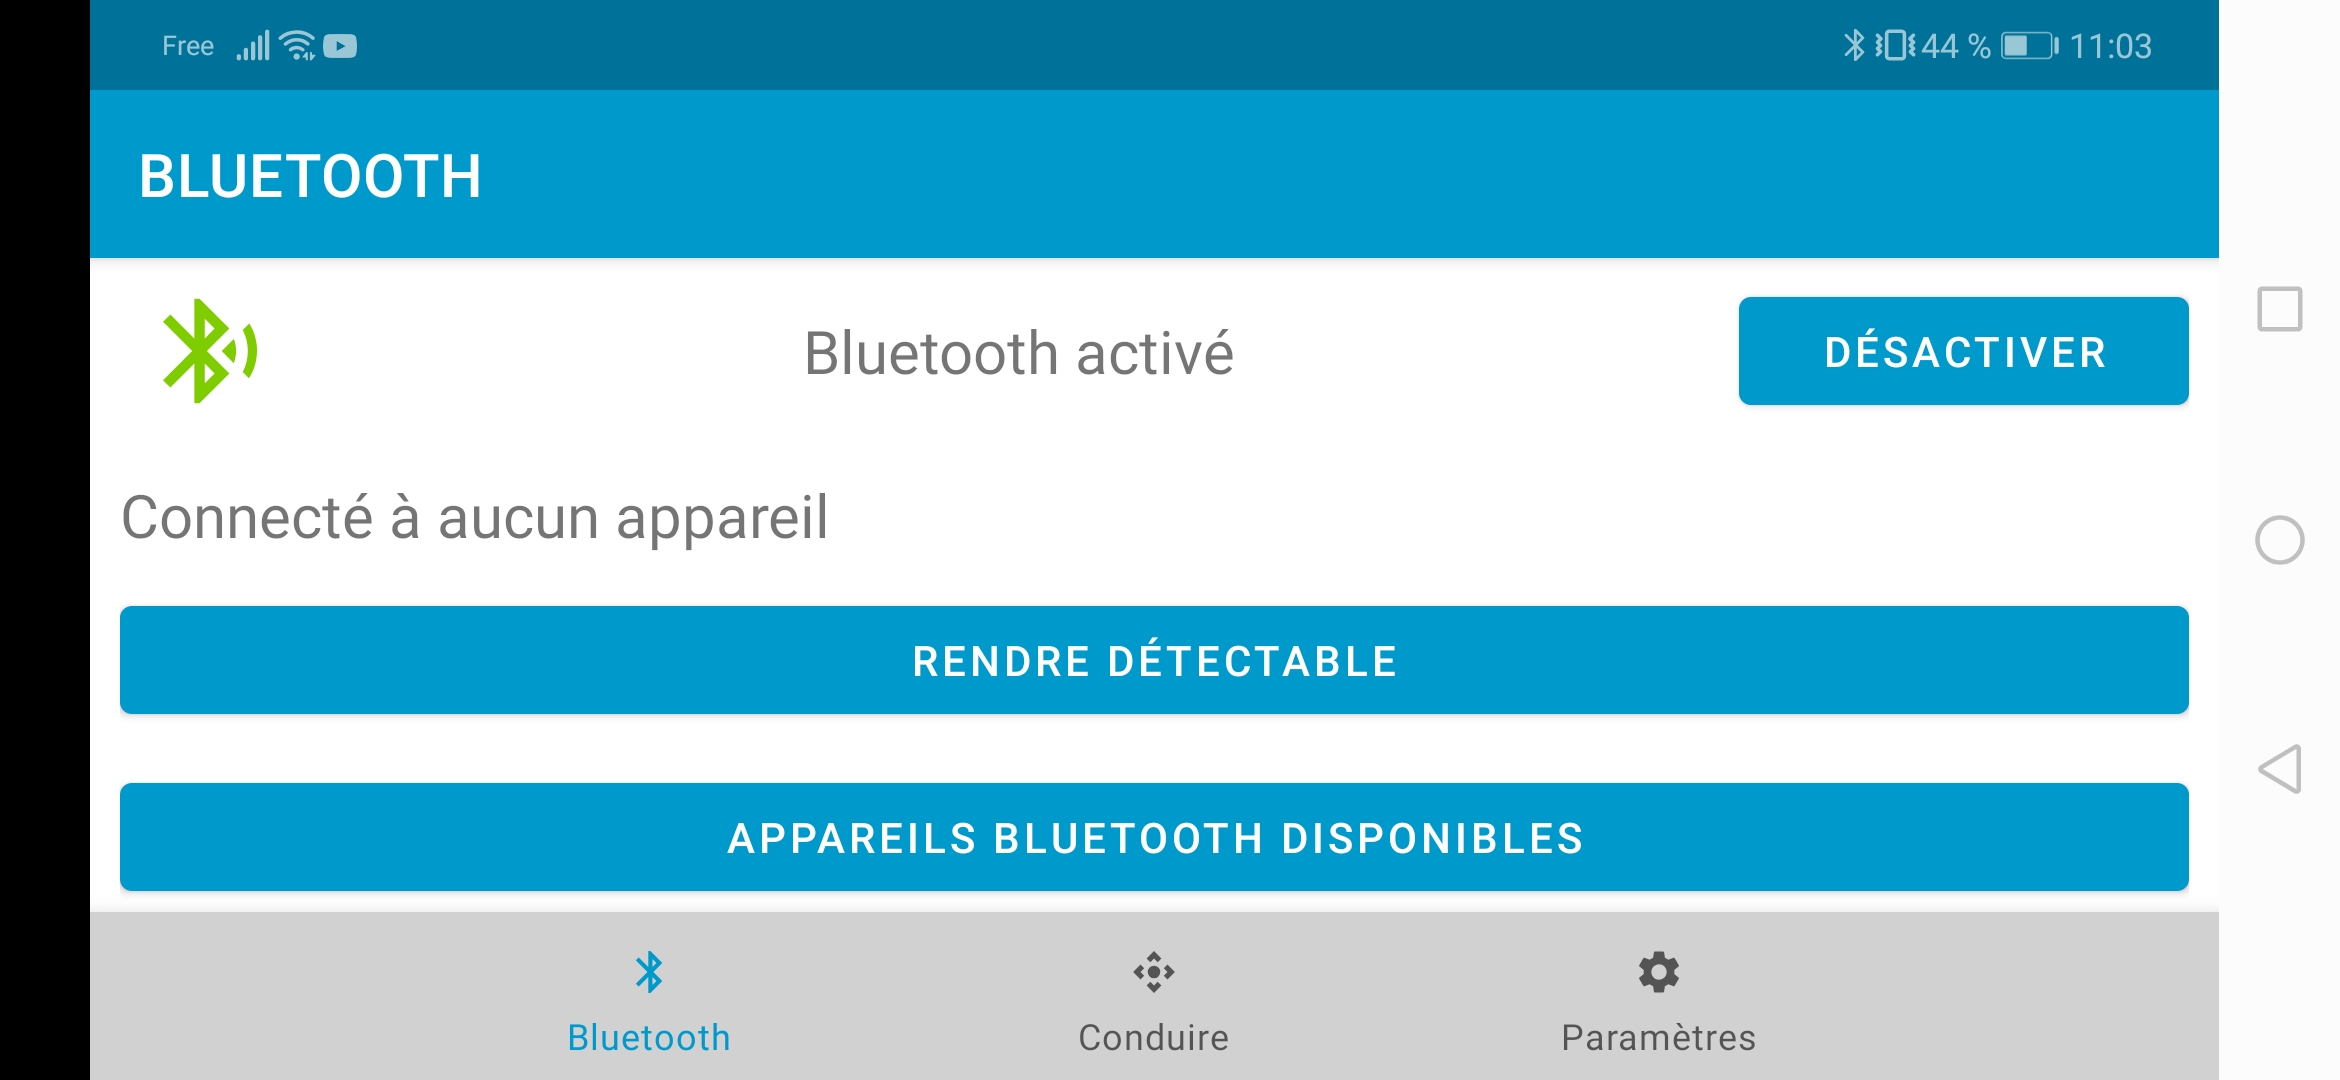 Free 44 % 11:03
BLUETOOTH
Bluetooth activé DÉSACTIVER
Connecté à aucun appareil
RENDRE DÉTECTABLE
APPAREILS BLUETOOTH DISPONIBLES
Bluetooth Conduire Paramètres